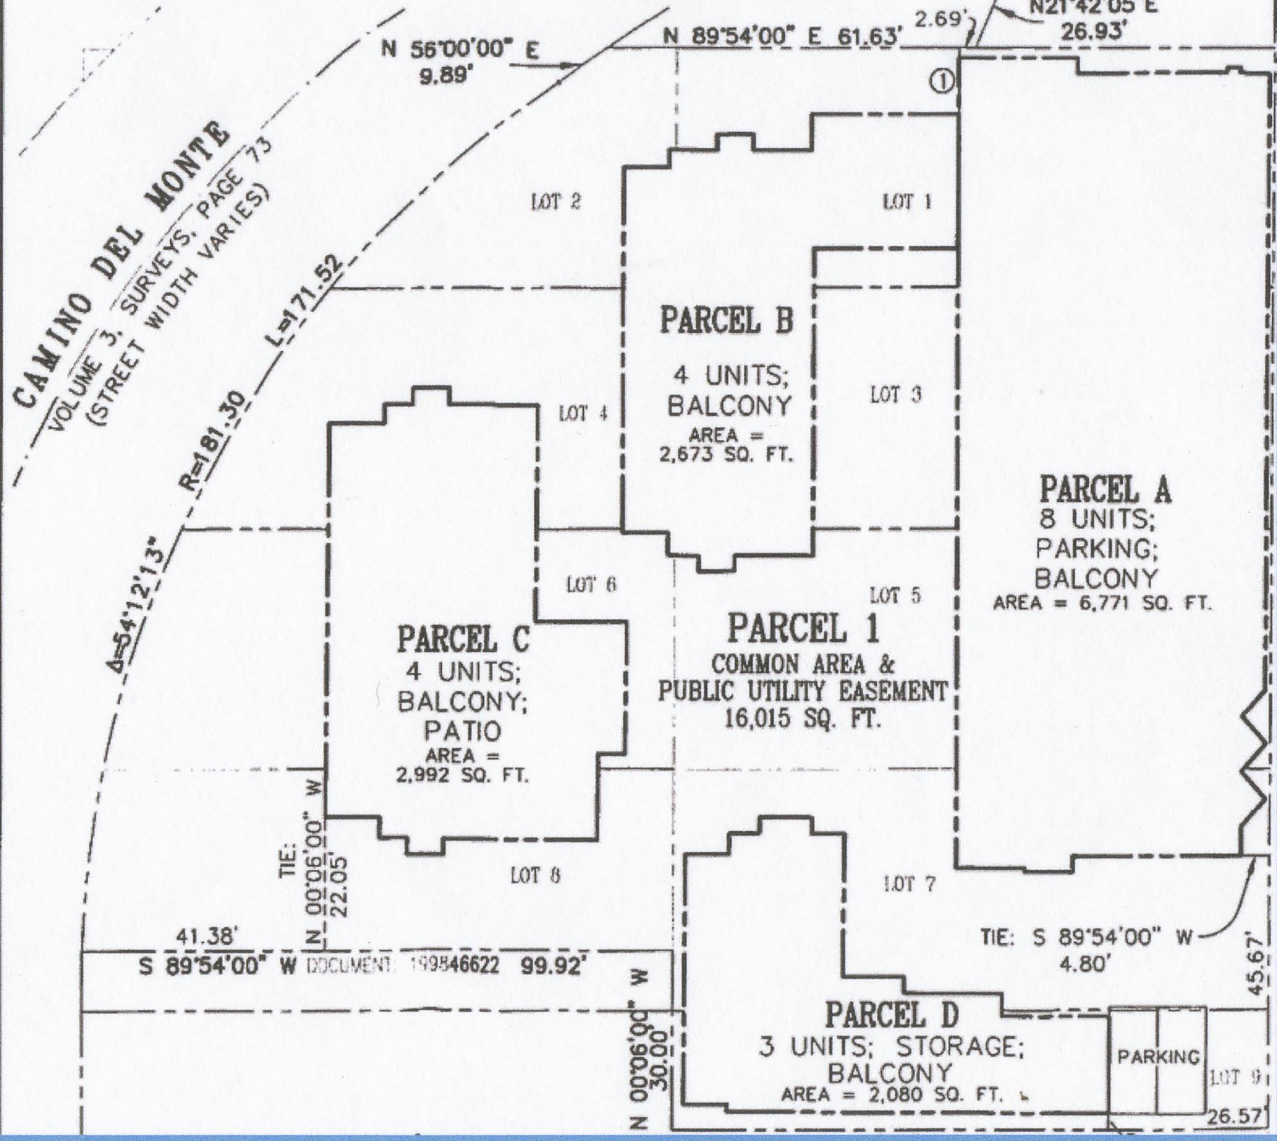 N 21°42'05 E
26.93'
2.69'
N 89°54'00" E 61.63'
N 56°00'00" E
9.89'
①
CAMINO DEL MONTE
VOLUME 3, SURVEYS, PAGE 73
(STREET WIDTH VARIES)
L=171.52
R=181.30
Δ=54°12'13"
LOT 2
LOT 1
PARCEL B
4 UNITS;
BALCONY
AREA =
2,673 SQ. FT.
LOT 4
LOT 3
PARCEL A
8 UNITS;
PARKING;
BALCONY
AREA = 6,771 SQ. FT.
LOT 6
LOT 5
PARCEL C
4 UNITS;
BALCONY;
PATIO
AREA =
2,992 SQ. FT.
PARCEL 1
COMMON AREA &
PUBLIC UTILITY EASEMENT
16,015 SQ. FT.
TIE:
N 00°06'00" W
22.05'
LOT 8
LOT 7
TIE: S 89°54'00" W
4.80'
45.67'
41.38'
S 89°54'00" W DOCUMENT: 199846622 99.92'
N 00°06'00" W
30.00'
PARCEL D
3 UNITS; STORAGE;
BALCONY
AREA = 2,080 SQ. FT.
PARKING
LOT 9
26.57'